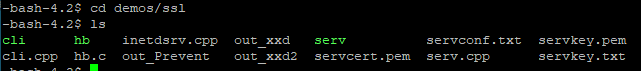 -bash-4.2$ cd demos/ssl
-bash-4.2$ ls
cli      hb    inetdsrv.cpp  out_xxd   serv          servconf.txt  servkey.pem
cli.cpp  hb.c  out_Prevent   out_xxd2  servcert.pem  serv.cpp      servkey.txt
-bash-4.2$